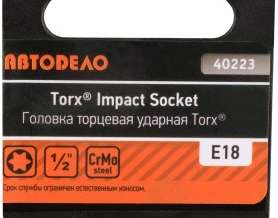 АВТОДЕЛО
40223
Torx® Impact Socket
Головка торцевая ударная Torx®
1/2"
CrMo
steel
E18
Срок службы ограничен естественным износом.